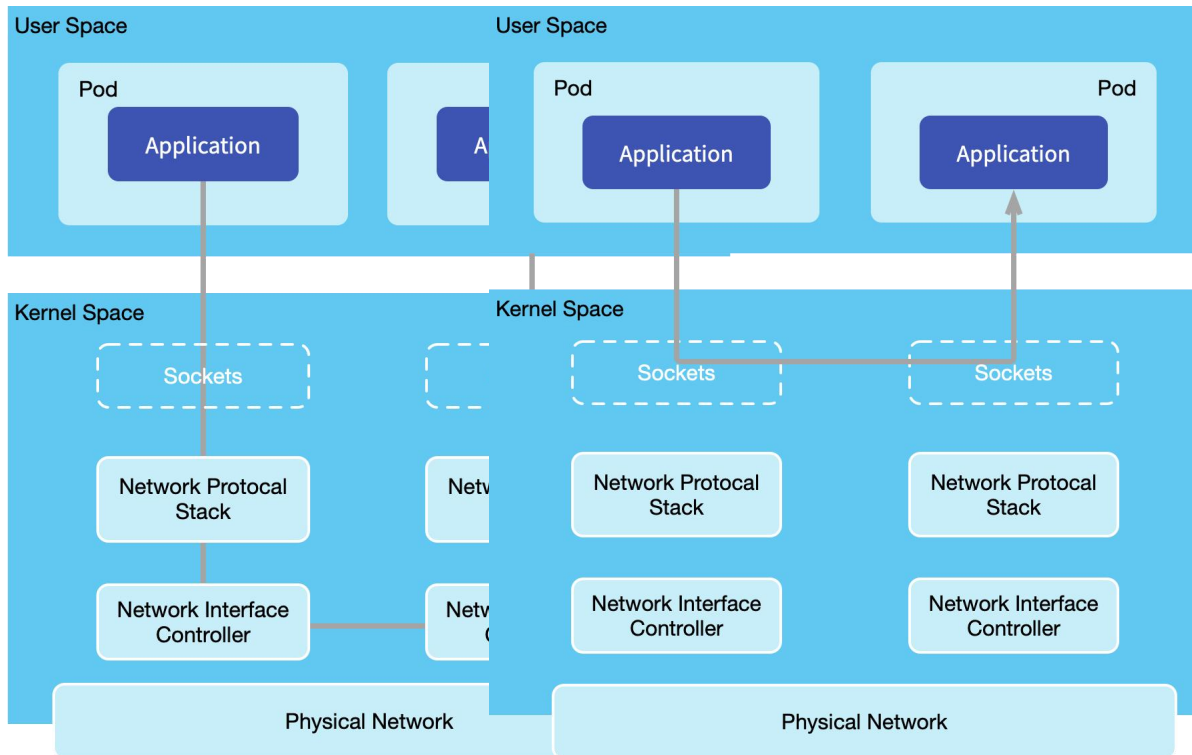 User Space
Pod
Application
Kernel Space
Sockets
Network Protocal
Stack
Network Interface
Controller
Physical Network
User Space
Pod
Application
Pod
Application
Kernel Space
Sockets
Sockets
Network Protocal
Stack
Network Protocal
Stack
Network Interface
Controller
Network Interface
Controller
Physical Network